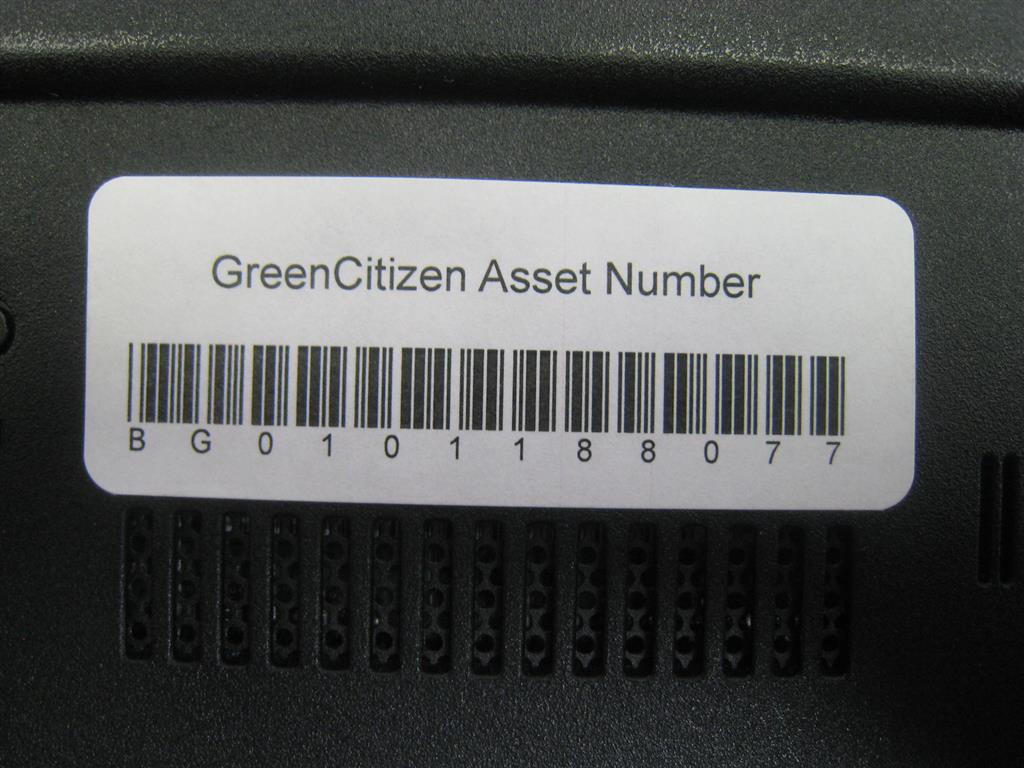 GreenCitizen Asset Number
B G 0 1 0 1 1 8 8 0 7 7